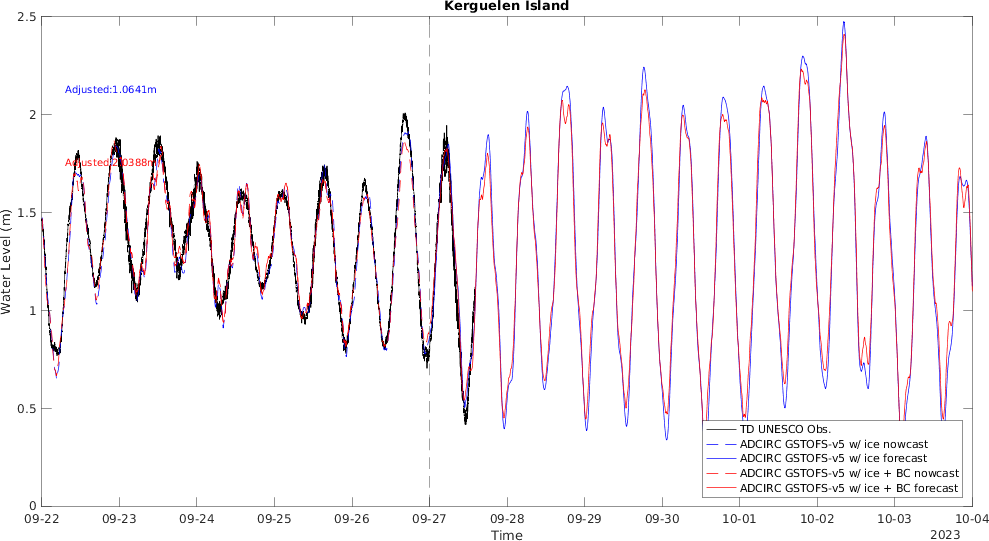 Kerguelen Island
2.5
2
1.5
1
0.5
0
Water Level (m)
Adjusted:1.0641m
Adjusted:2.0388m
TD UNESCO Obs.
ADCIRC GSTOFS-v5 w/ ice nowcast
ADCIRC GSTOFS-v5 w/ ice forecast
ADCIRC GSTOFS-v5 w/ ice + BC nowcast
ADCIRC GSTOFS-v5 w/ ice + BC forecast
09-22 09-23 09-24 09-25 09-26 09-27 09-28 09-29 09-30 10-01 10-02 10-03 10-04
Time
2023